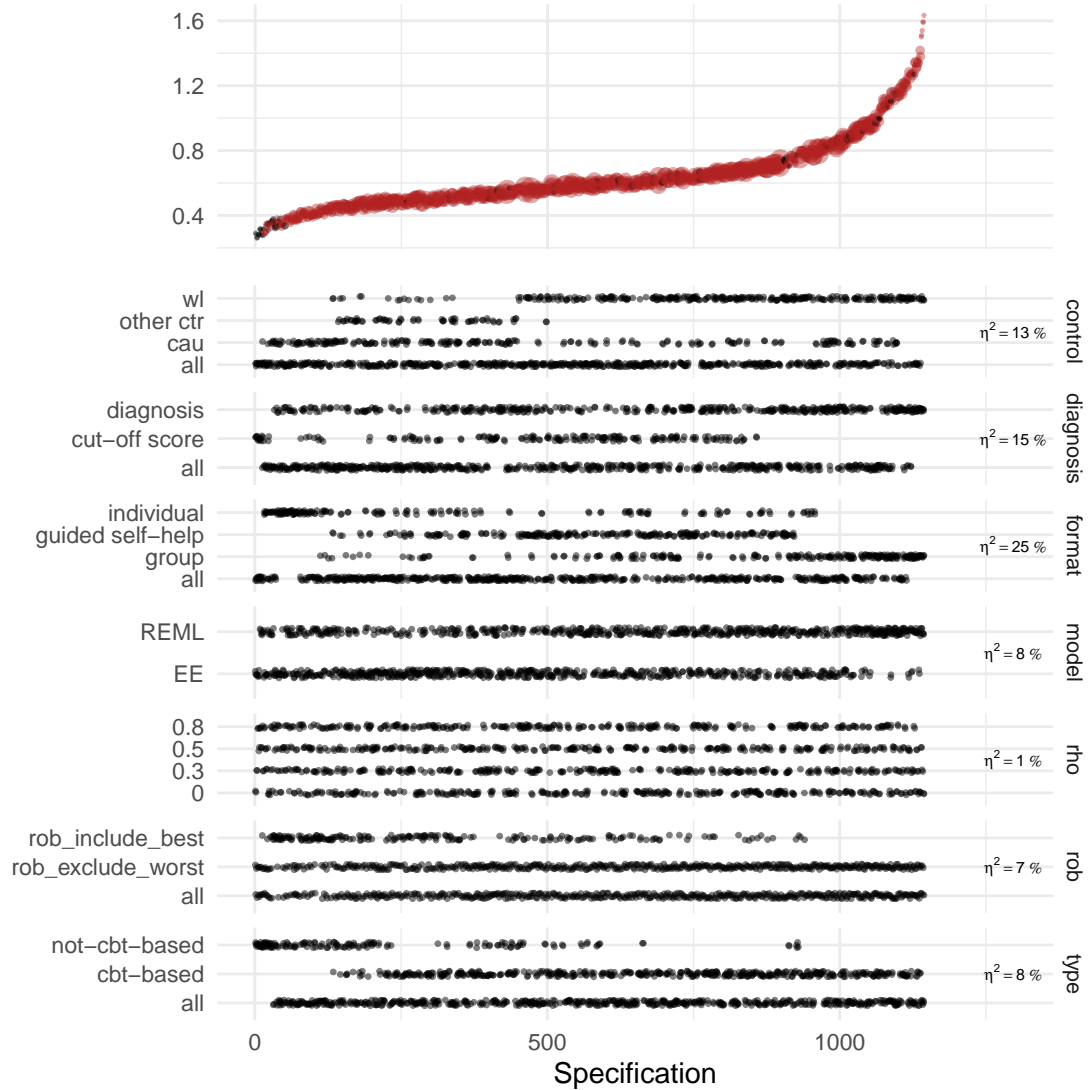 1.6
1.2
0.8
0.4
wl
other ctr
cau
all
η² = 13 %
control
diagnosis
cut−off score
all
η² = 15 %
diagnosis
individual
guided self−help
group
all
η² = 25 %
format
REML
EE
η² = 8 %
model
0.8
0.5
0.3
0
η² = 1 %
rho
rob_include_best
rob_exclude_worst
all
η² = 7 %
rob
not−cbt−based
cbt−based
all
η² = 8 %
type
0 500 1000
Specification